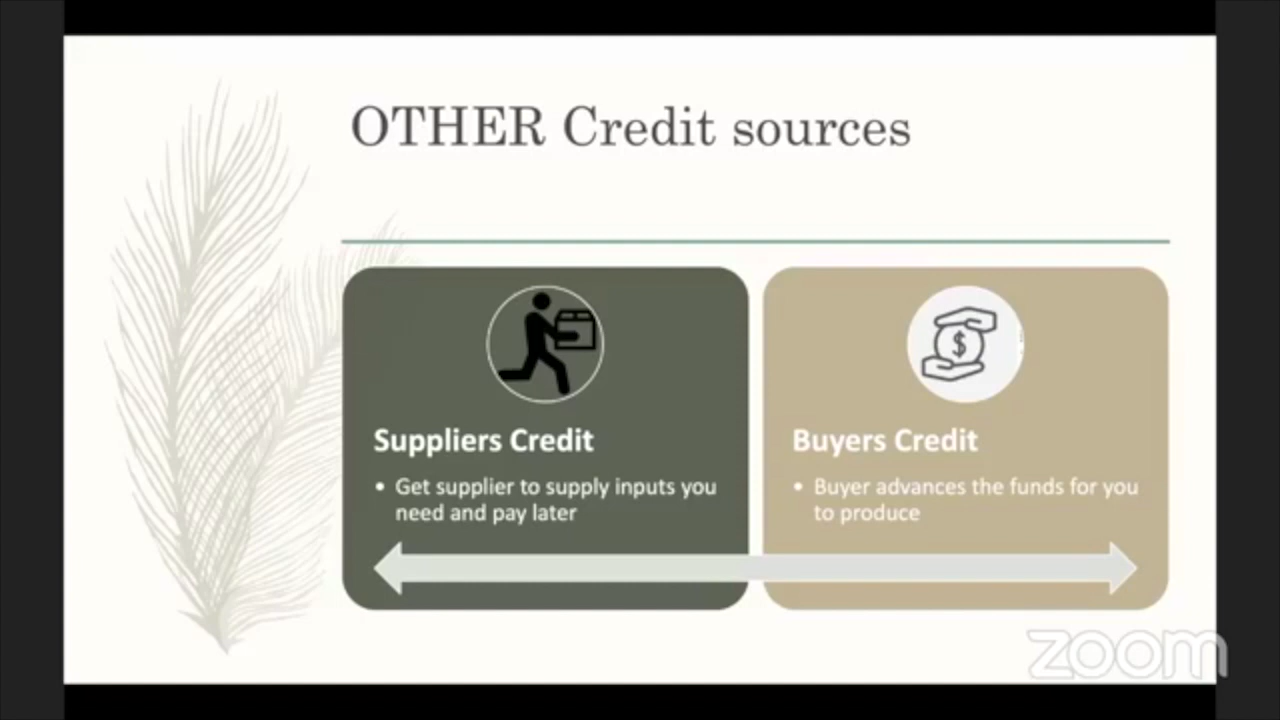 OTHER Credit sources
$
Suppliers Credit
• Get supplier to supply inputs you
need and pay later
Buyers Credit
• Buyer advances the funds for you
to produce
zoom